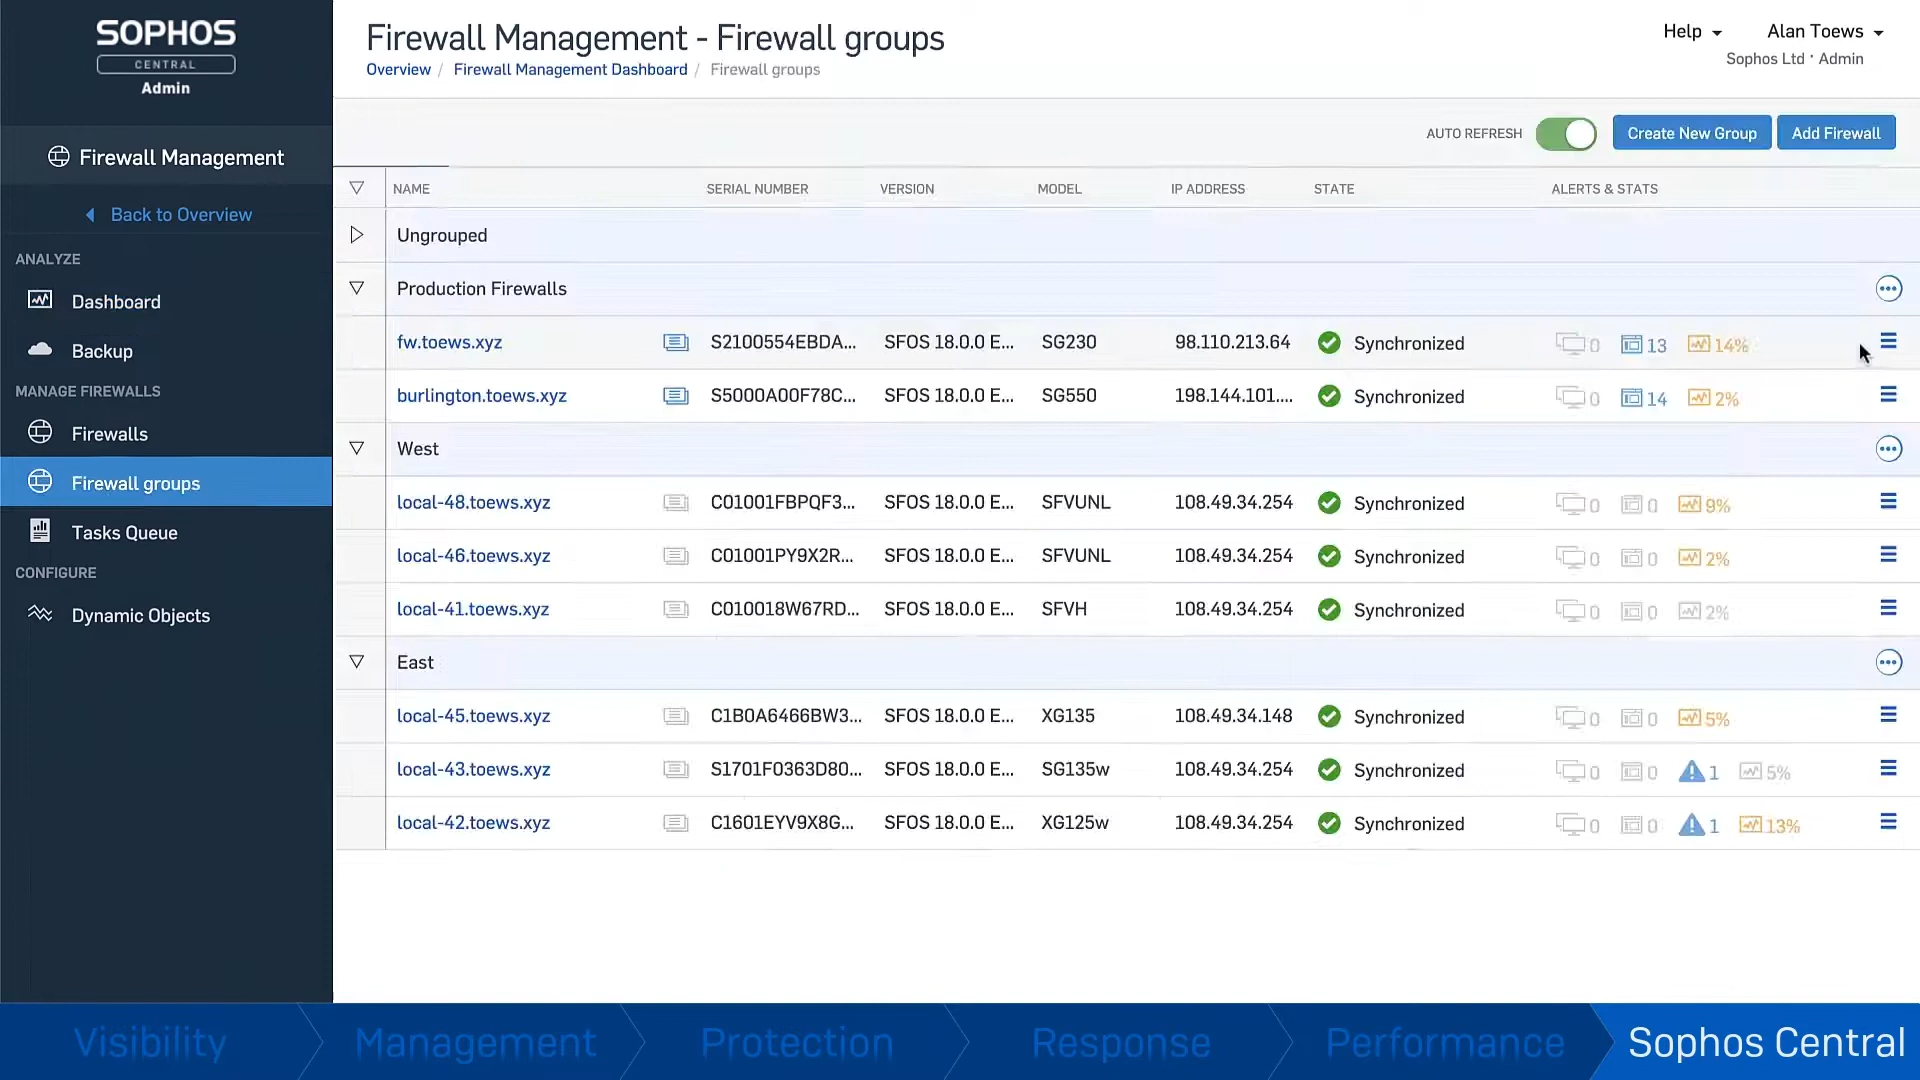 SOPHOS
CENTRAL
Admin
Firewall Management
Back to Overview
ANALYZE
Dashboard
Backup
MANAGE FIREWALLS
Firewalls
Firewall groups
Tasks Queue
CONFIGURE
Dynamic Objects
Firewall Management - Firewall groups
Overview / Firewall Management Dashboard / Firewall groups
Help
Alan Toews
Sophos Ltd · Admin
AUTO REFRESH
Create New Group
Add Firewall
NAME SERIAL NUMBER VERSION MODEL IP ADDRESS STATE ALERTS & STATS
Ungrouped
Production Firewalls
fw.toews.xyz S2100554EBDA... SFOS 18.0.0 E... SG230 98.110.213.64 Synchronized 0 13 14%
burlington.toews.xyz S5000A00F78C... SFOS 18.0.0 E... SG550 198.144.101.... Synchronized 0 14 2%
West
local-48.toews.xyz C01001FBPQF3... SFOS 18.0.0 E... SFVUNL 108.49.34.254 Synchronized 0 0 9%
local-46.toews.xyz C01001PY9X2R... SFOS 18.0.0 E... SFVUNL 108.49.34.254 Synchronized 0 0 2%
local-41.toews.xyz C010018W67RD... SFOS 18.0.0 E... SFVH 108.49.34.254 Synchronized 0 0 2%
East
local-45.toews.xyz C1B0A6466BW3... SFOS 18.0.0 E... XG135 108.49.34.148 Synchronized 0 0 5%
local-43.toews.xyz S1701F0363D80... SFOS 18.0.0 E... SG135w 108.49.34.254 Synchronized 0 0 1 5%
local-42.toews.xyz C1601EYV9X8G... SFOS 18.0.0 E... XG125w 108.49.34.254 Synchronized 0 0 1 13%
Visibility Management Protection Response Performance Sophos Central